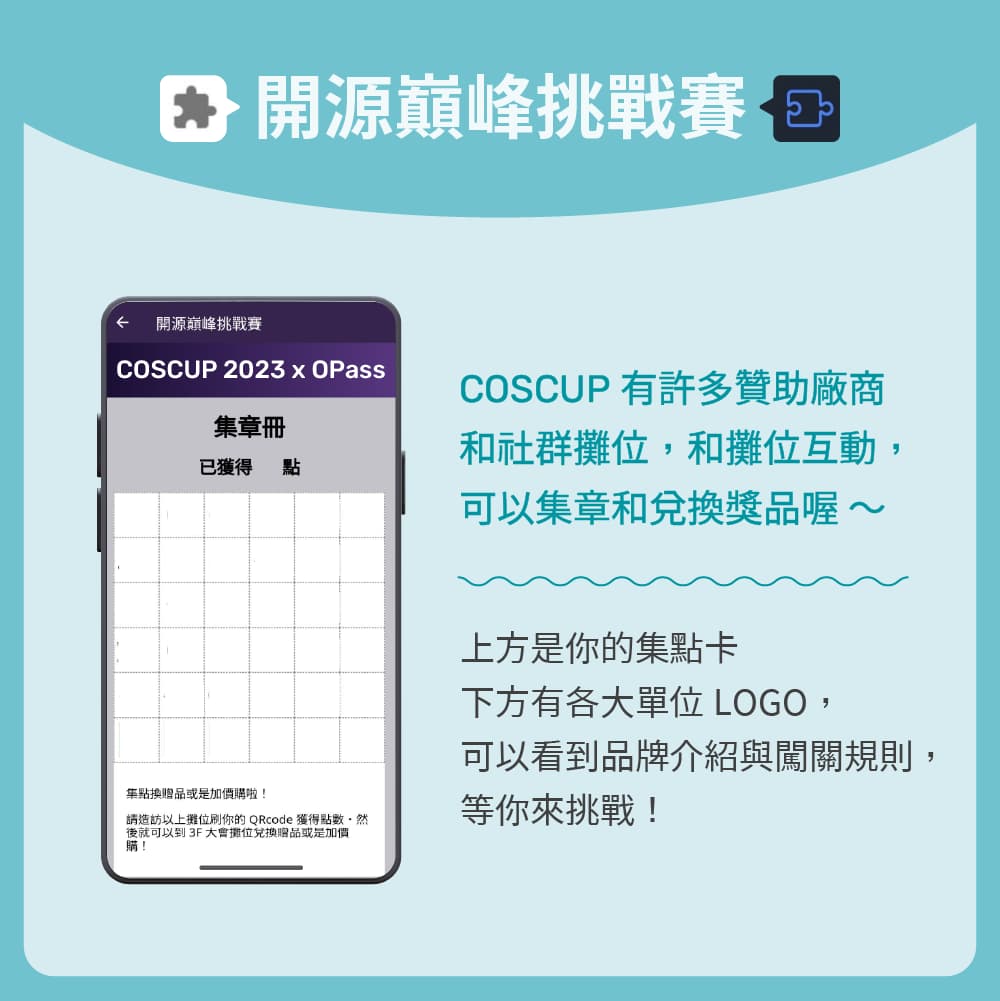 開源巔峰挑戰賽
開源巔峰挑戰賽
COSCUP 2023 x OPass
集章冊
已獲得 點
集點換贈品或是加價購啦！
請造訪以上攤位刷你的 QRcode 獲得點數，然
後就可以到 3F 大會攤位兌換贈品或是加價
購！
COSCUP 有許多贊助廠商
和社群攤位，和攤位互動，
可以集章和兌換獎品喔～
上方是你的集點卡
下方有各大單位 LOGO，
可以看到品牌介紹與闖關規則，
等你來挑戰！